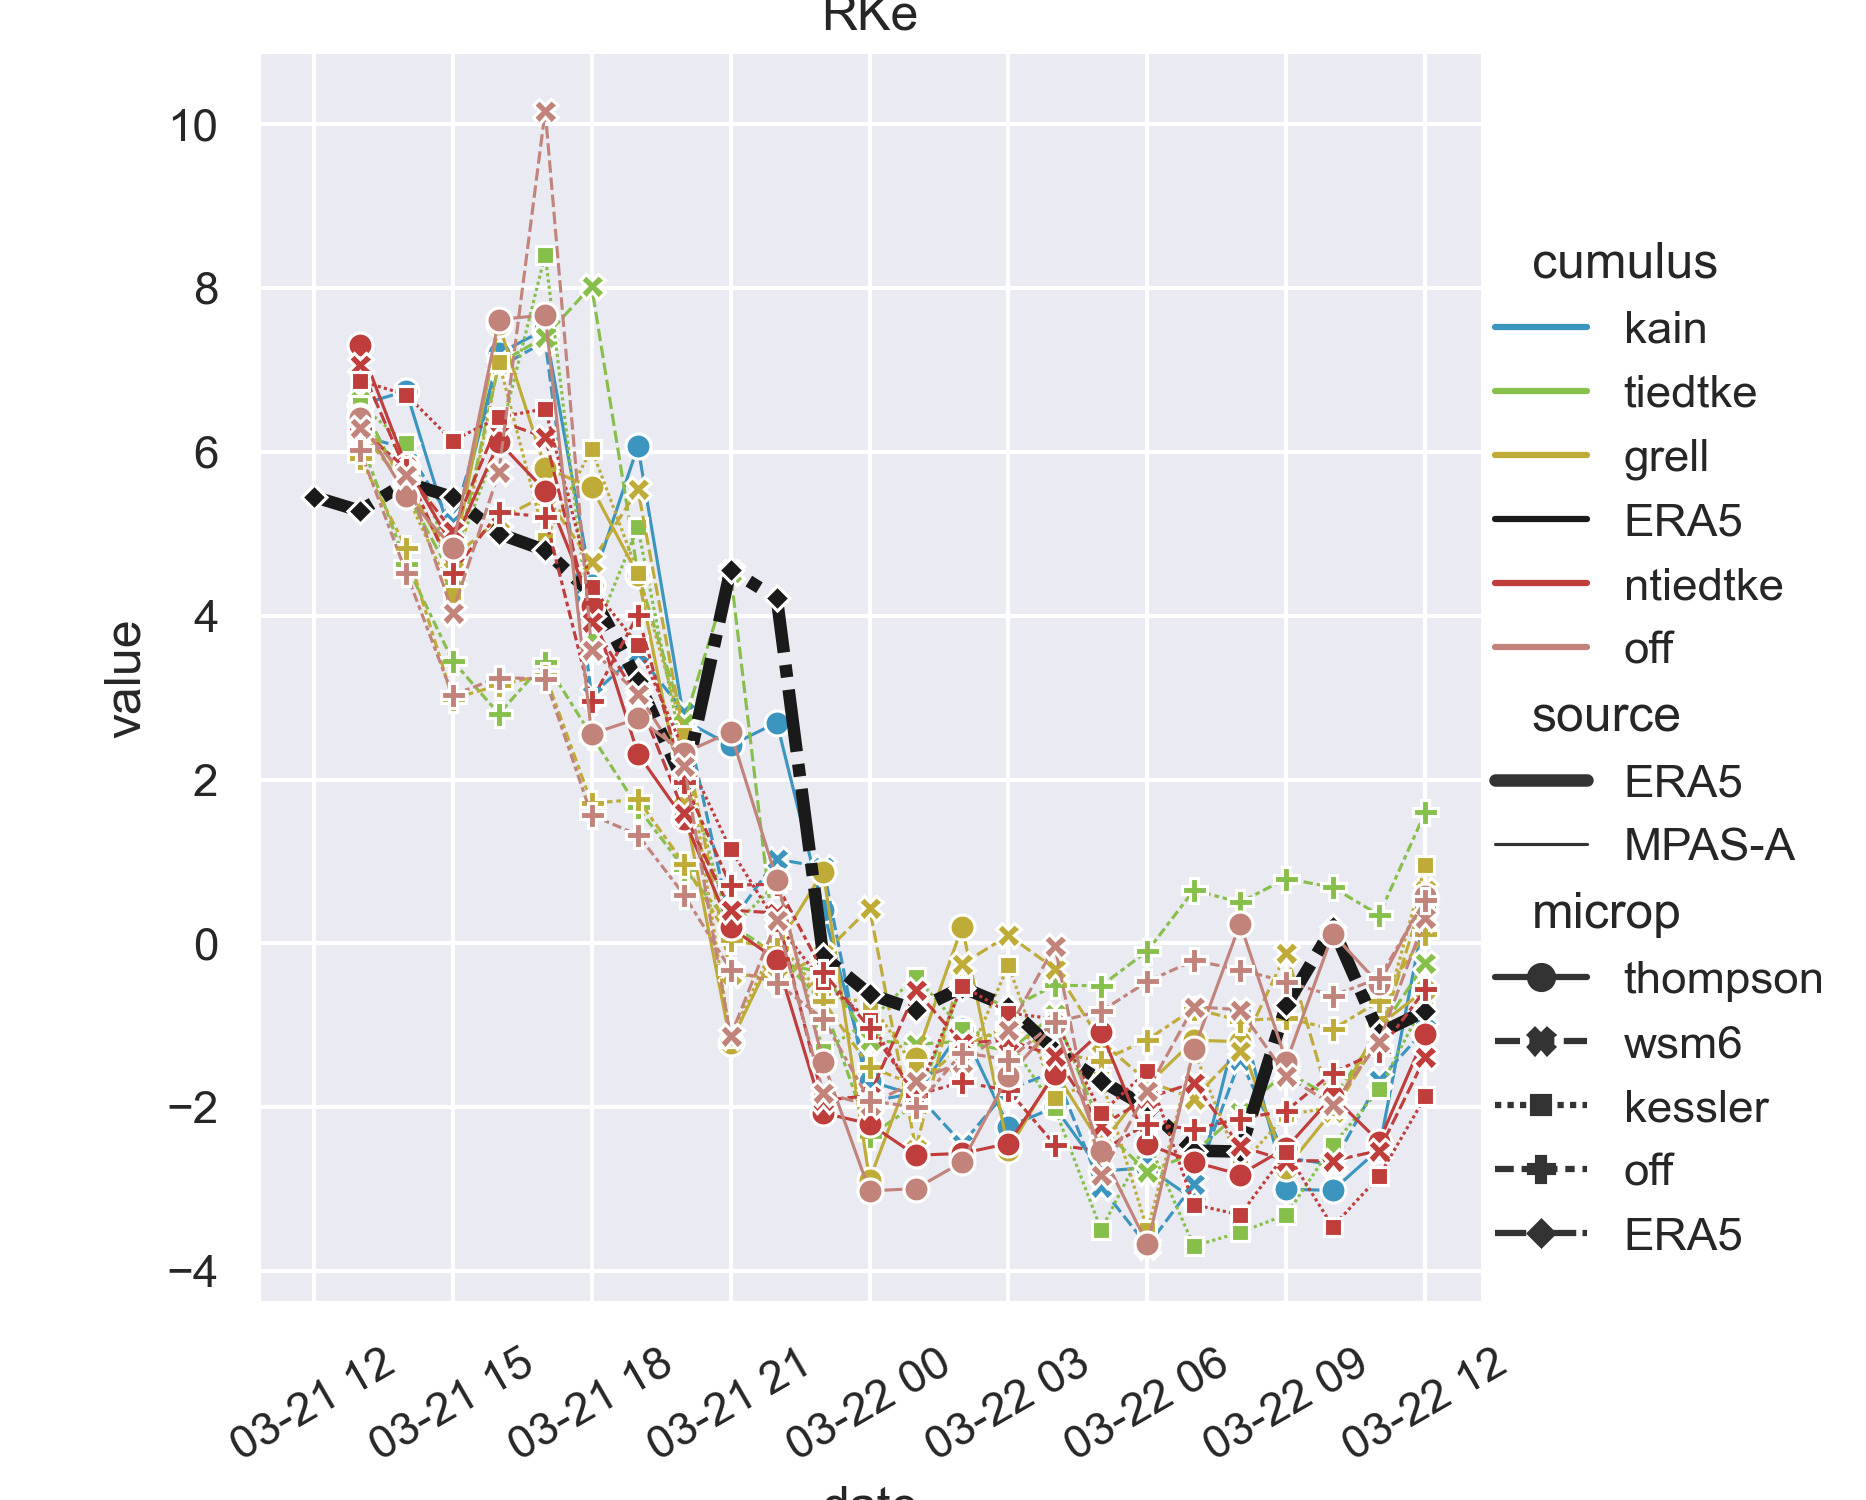 RKe
10
8
6
4
2
0
−2
−4
value
03-21 12
03-21 15
03-21 18
03-21 21
03-22 00
03-22 03
03-22 06
03-22 09
03-22 12
date
cumulus
kain
tiedtke
grell
ERA5
ntiedtke
off
source
ERA5
MPAS-A
microp
thompson
wsm6
kessler
off
ERA5